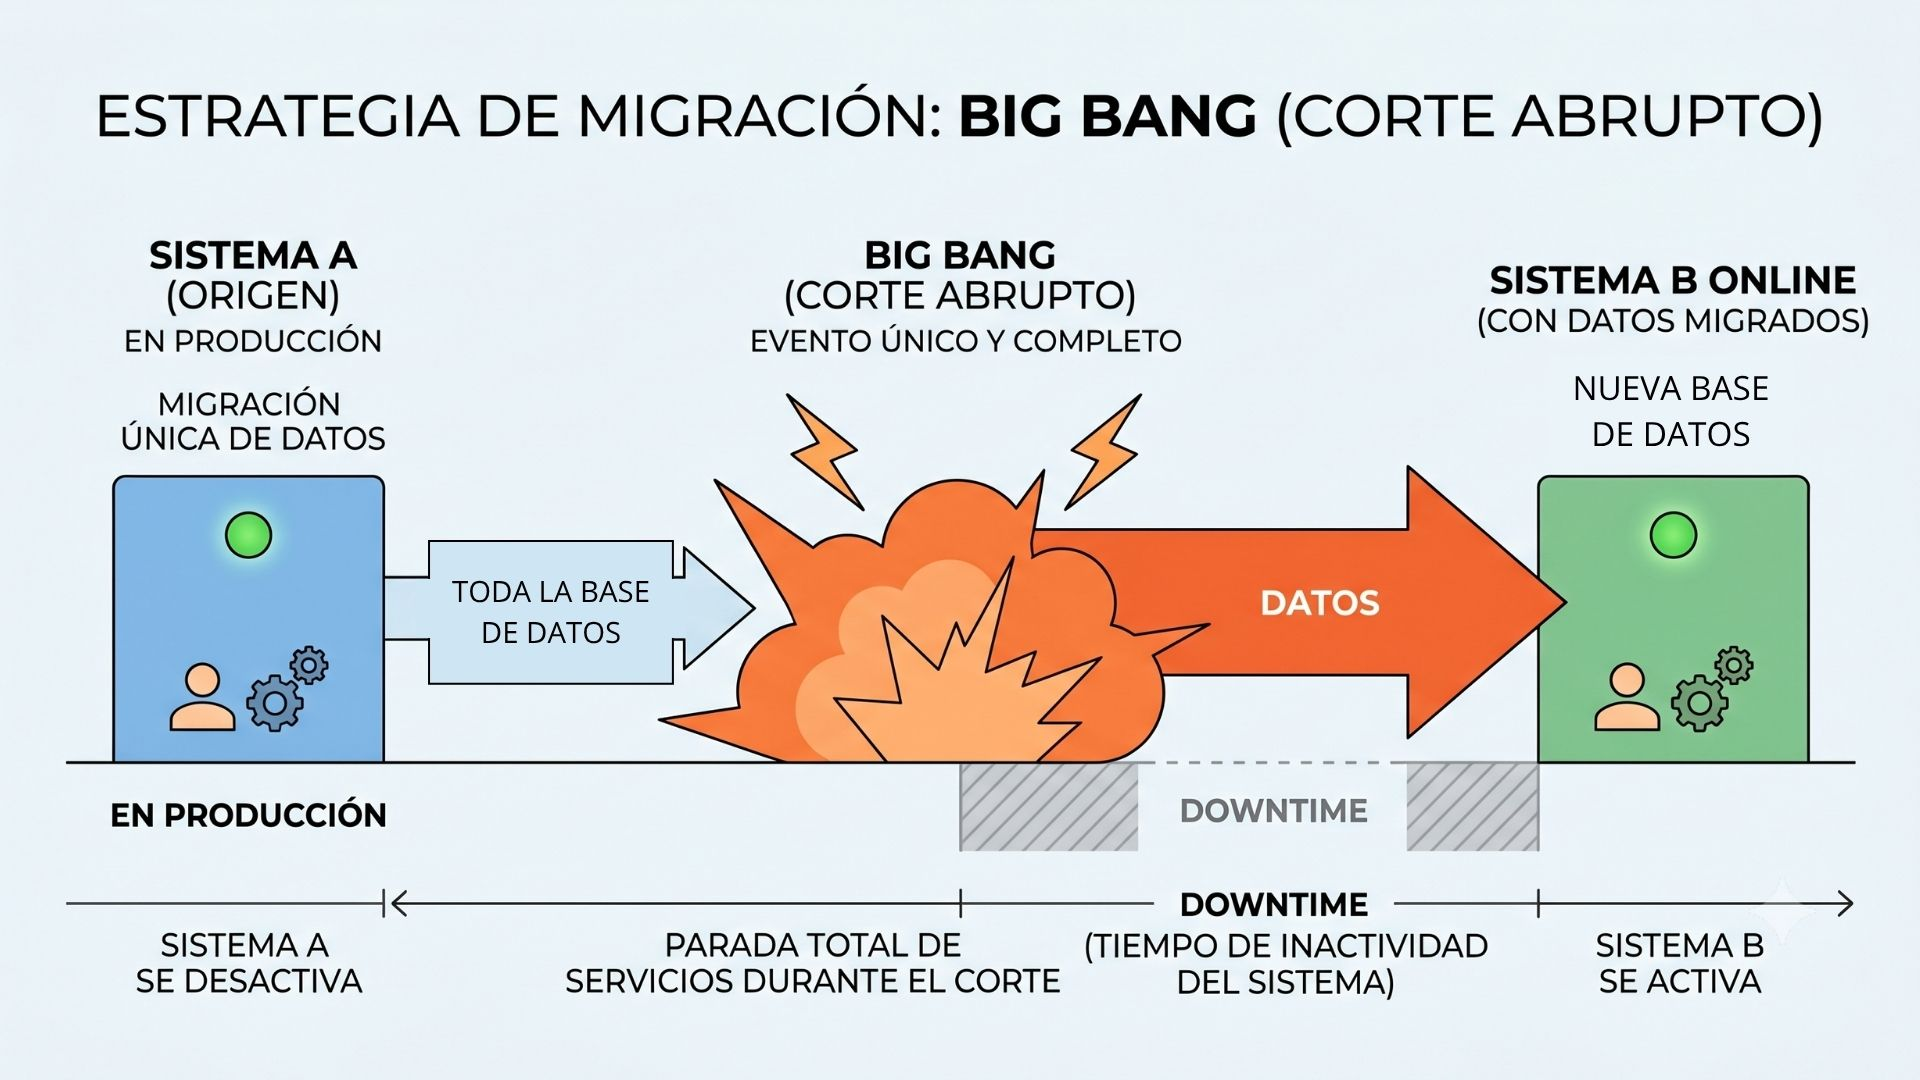 ESTRATEGIA DE MIGRACIÓN: BIG BANG (CORTE ABRUPTO)
SISTEMA A
(ORIGEN)
EN PRODUCCIÓN
MIGRACIÓN
ÚNICA DE DATOS
BIG BANG
(CORTE ABRUPTO)
EVENTO ÚNICO Y COMPLETO
SISTEMA B ONLINE
(CON DATOS MIGRADOS)
NUEVA BASE
DE DATOS
TODA LA BASE
DE DATOS
DATOS
EN PRODUCCIÓN
DOWNTIME
SISTEMA A
SE DESACTIVA
PARADA TOTAL DE
SERVICIOS DURANTE EL CORTE
DOWNTIME
(TIEMPO DE INACTIVIDAD
DEL SISTEMA)
SISTEMA B
SE ACTIVA